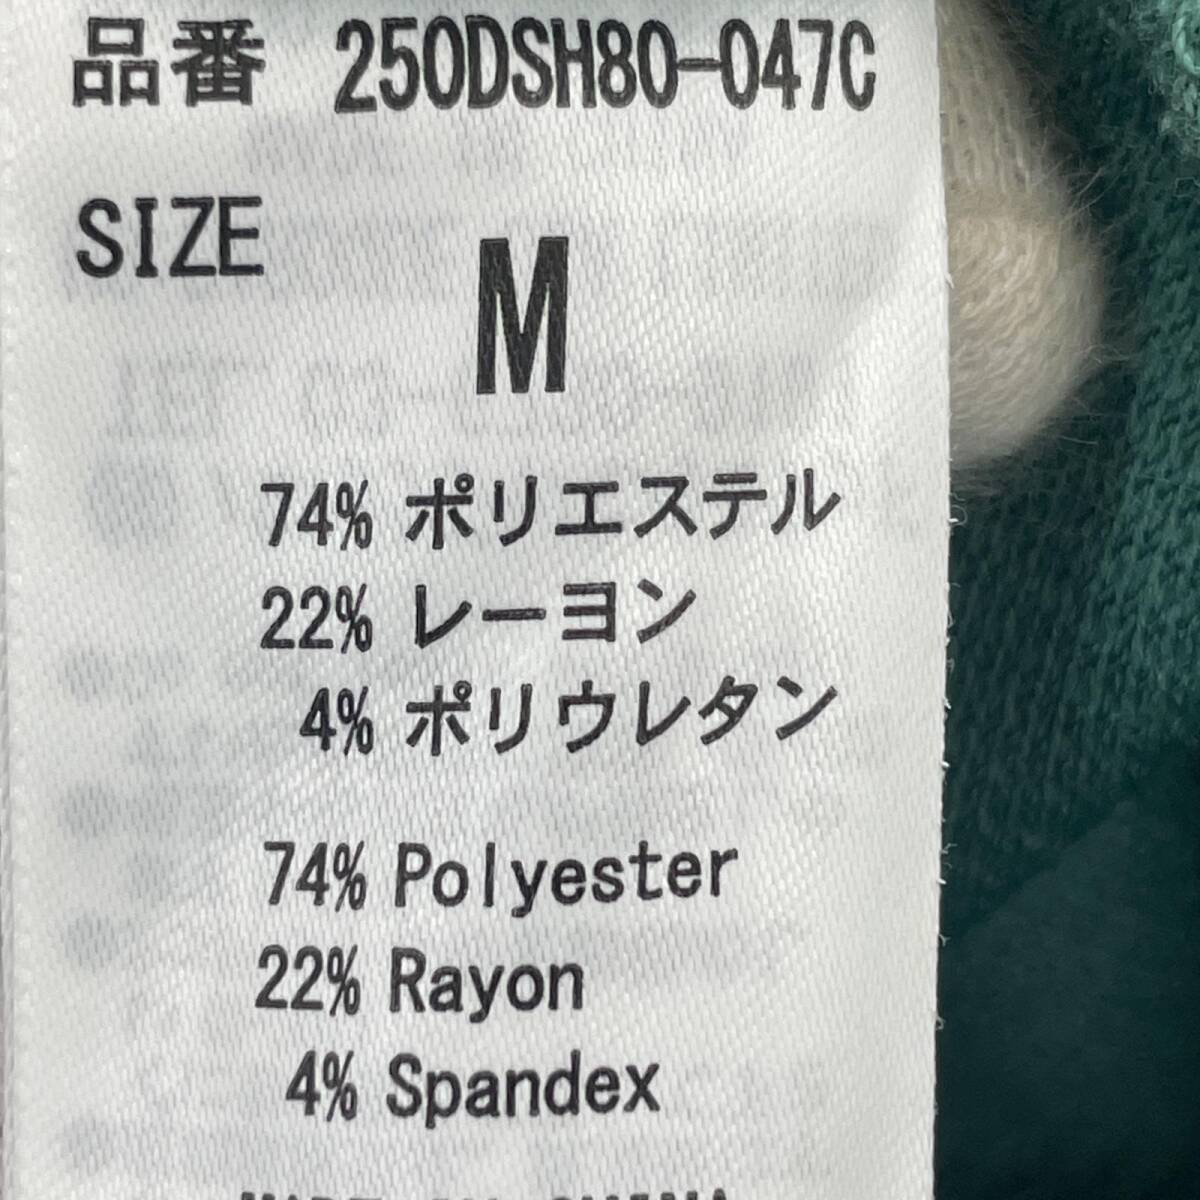 品番 250DSH80-047C
SIZE
M
74% ポリエステル
22% レーヨン
4% ポリウレタン
74% Polyester
22% Rayon
4% Spandex